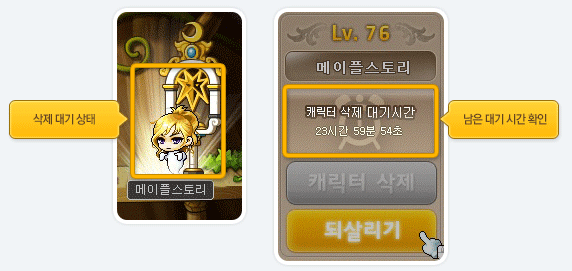 삭제 대기 상태
메이플스토리
Lv. 76
메이플스토리
캐릭터 삭제 대기시간
23시간 59분 54초
캐릭터 삭제
되살리기
남은 대기 시간 확인